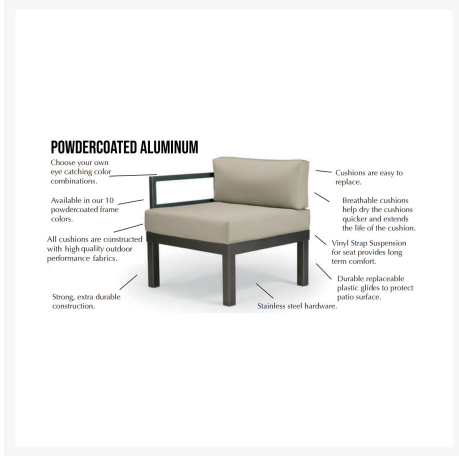 POWDERCOATED ALUMINUM
Choose your own
eye catching color
combinations.
Available in our 10
powdercoated frame
colors.
All cushions are constructed
with high quality outdoor
performance fabrics.
Strong, extra durable
construction.
Cushions are easy to
replace.
Breathable cushions
help dry the cushions
quicker and extends
the life of the cushion.
Vinyl Strap Suspension
for seat provides long
term comfort.
Durable replaceable
plastic glides to protect
patio surface.
Stainless steel hardware.